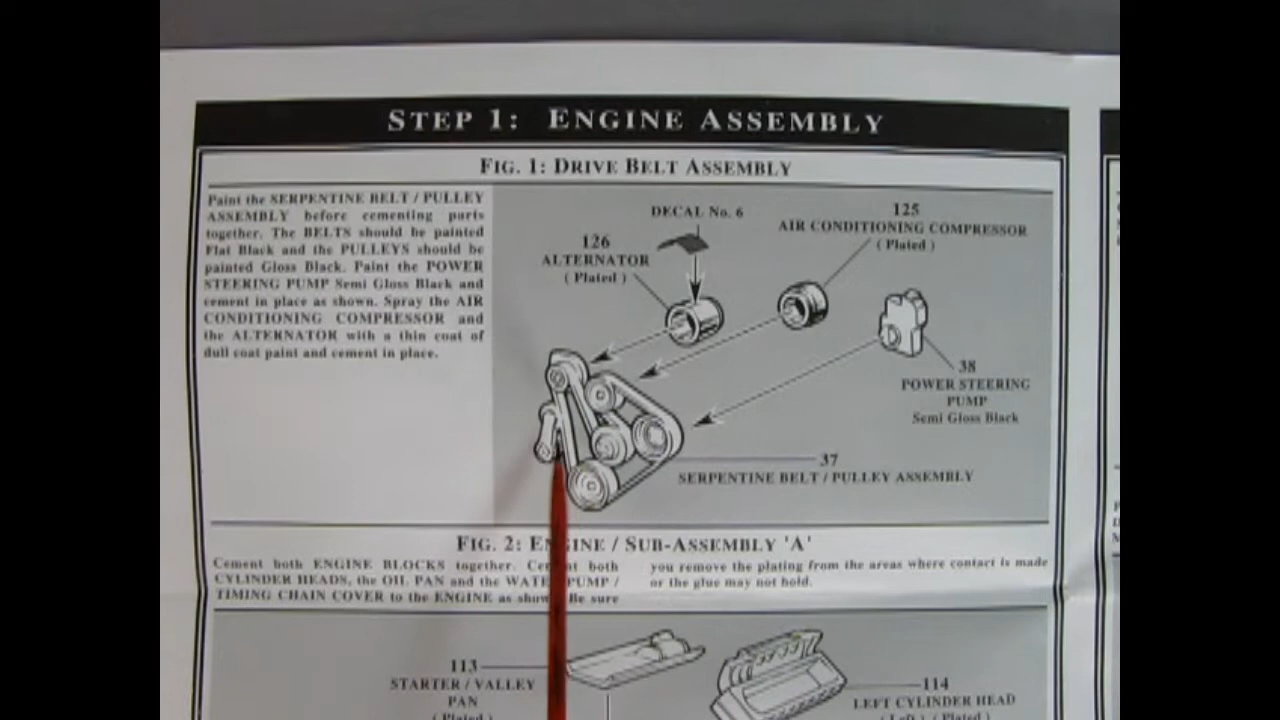 STEP 1: ENGINE ASSEMBLY
FIG. 1: DRIVE BELT ASSEMBLY
Paint the SERPENTINE BELT / PULLEY
ASSEMBLY before cementing parts
together. The BELTS should be painted
Flat Black and the PULLEYS should be
painted Gloss Black. Paint the POWER
STEERING PUMP Semi Gloss Black and
cement in place as shown. Spray the AIR
CONDITIONING COMPRESSOR and
the ALTERNATOR with a thin coat of
dull coat paint and cement in place.
DECAL No. 6
125
AIR CONDITIONING COMPRESSOR
( Plated )
126
ALTERNATOR
( Plated )
38
POWER STEERING
PUMP
Semi Gloss Black
37
SERPENTINE BELT / PULLEY ASSEMBLY
FIG. 2: ENGINE / SUB-ASSEMBLY 'A'
Cement both ENGINE BLOCKS together. Cement both
CYLINDER HEADS, the OIL PAN and the WATER PUMP /
TIMING CHAIN COVER to the ENGINE as shown. Be sure
you remove the plating from the areas where contact is made
or the glue may not hold.
113
STARTER / VALLEY
PAN
( Plated )
114
LEFT CYLINDER HEAD
( Left ) ( Plated )